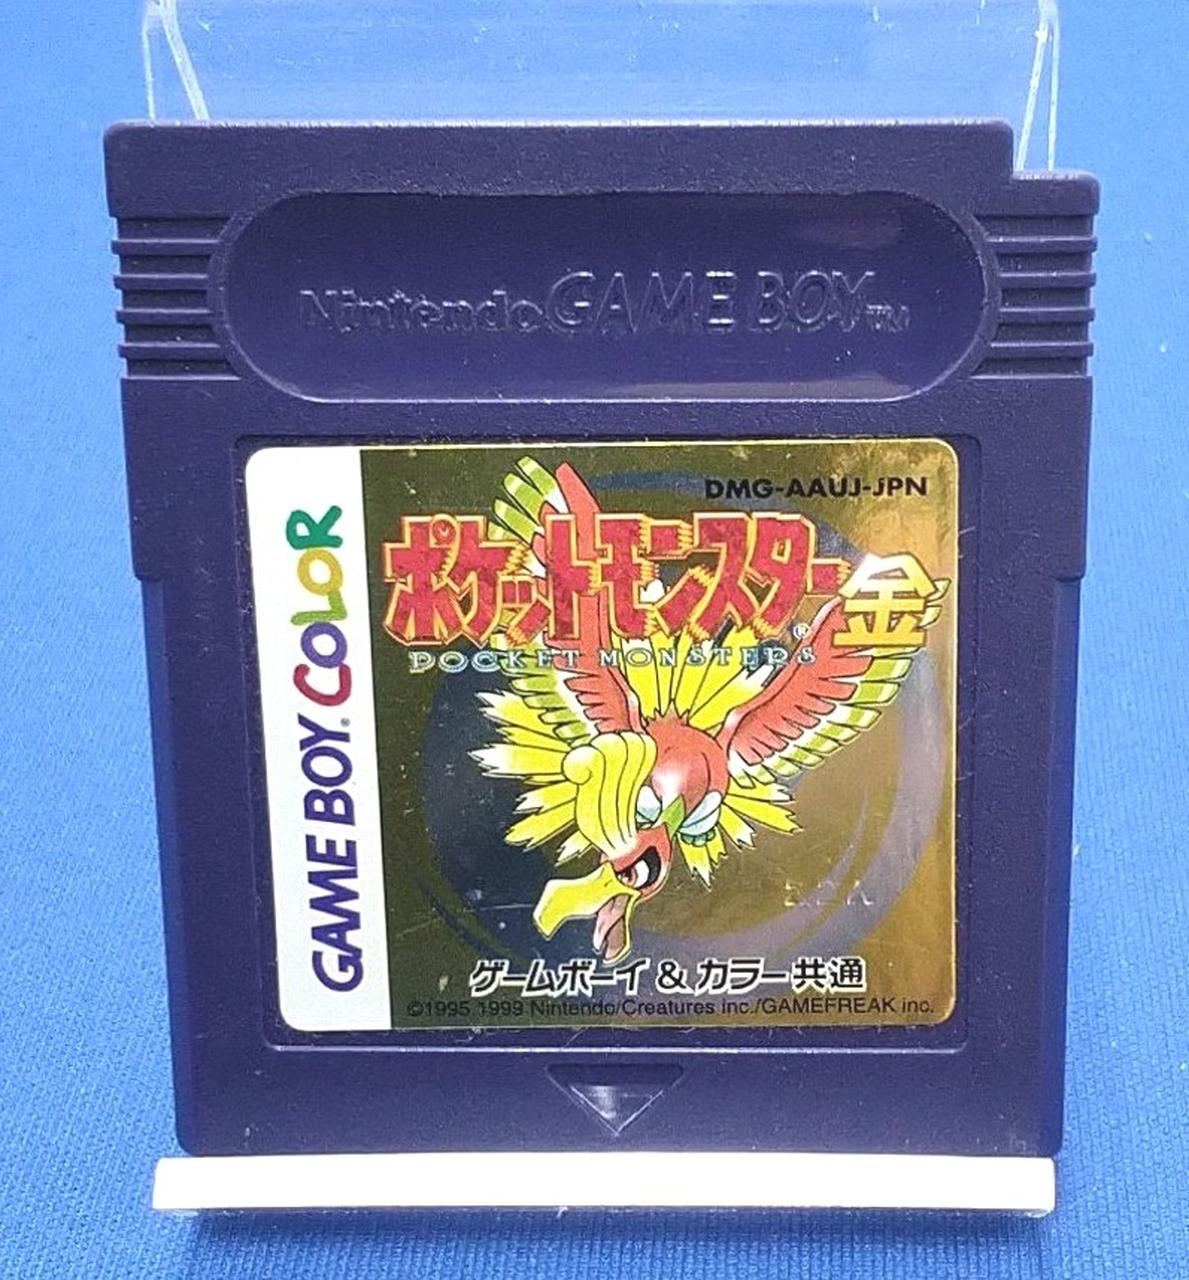 Nintendo GAME BOY TM
GAME BOY. COLOR
DMG-AAUJ-JPN
ポケットモンスター金
®
POCKET MONSTERS
ゲームボーイ&カラー共通
©1995 1999 Nintendo/Creatures inc./GAMEFREAK inc.